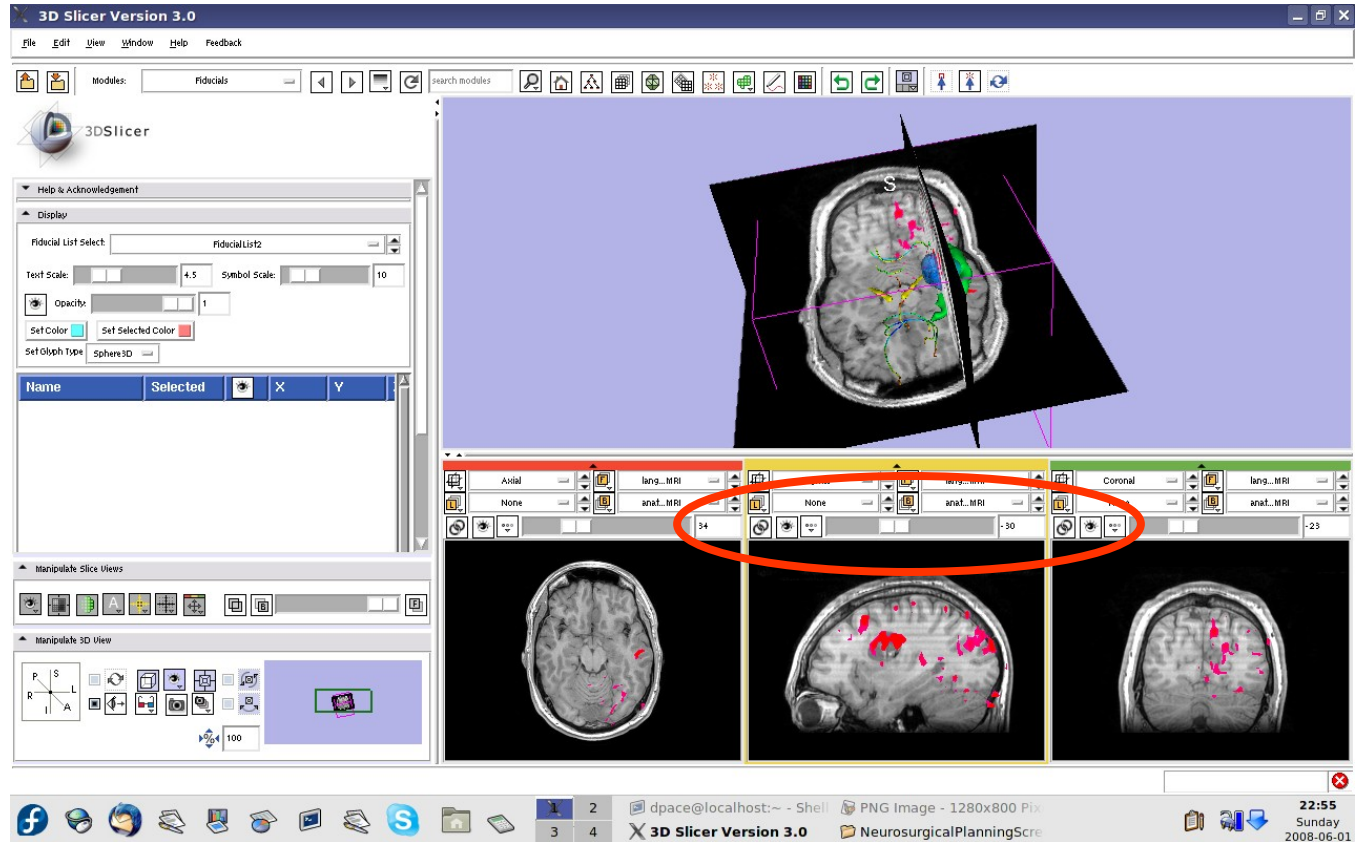 3D Slicer Version 3.0
File Edit View Window Help Feedback
Modules: Fiducials search modules
3DSlicer
Help & Acknowledgement
Display
Fiducial List Select: FiducialList2
Text Scale: 4.5 Symbol Scale: 10
Opacity: 1
Set Color Set Selected Color
Set Glyph Type Sphere3D
Name Selected X Y
Manipulate Slice Views
Manipulate 3D View
P S
R L
I A
100
S
Axial lang...MRI
None anat...MRI
34
None anat...MRI
-30
Coronal lang...MRI
anat...MRI
-23
1 2
3 4
dpace@localhost:~ - Shell
X 3D Slicer Version 3.0
PNG Image - 1280x800 Pix
NeurosurgicalPlanningScre
22:55
Sunday
2008-06-01